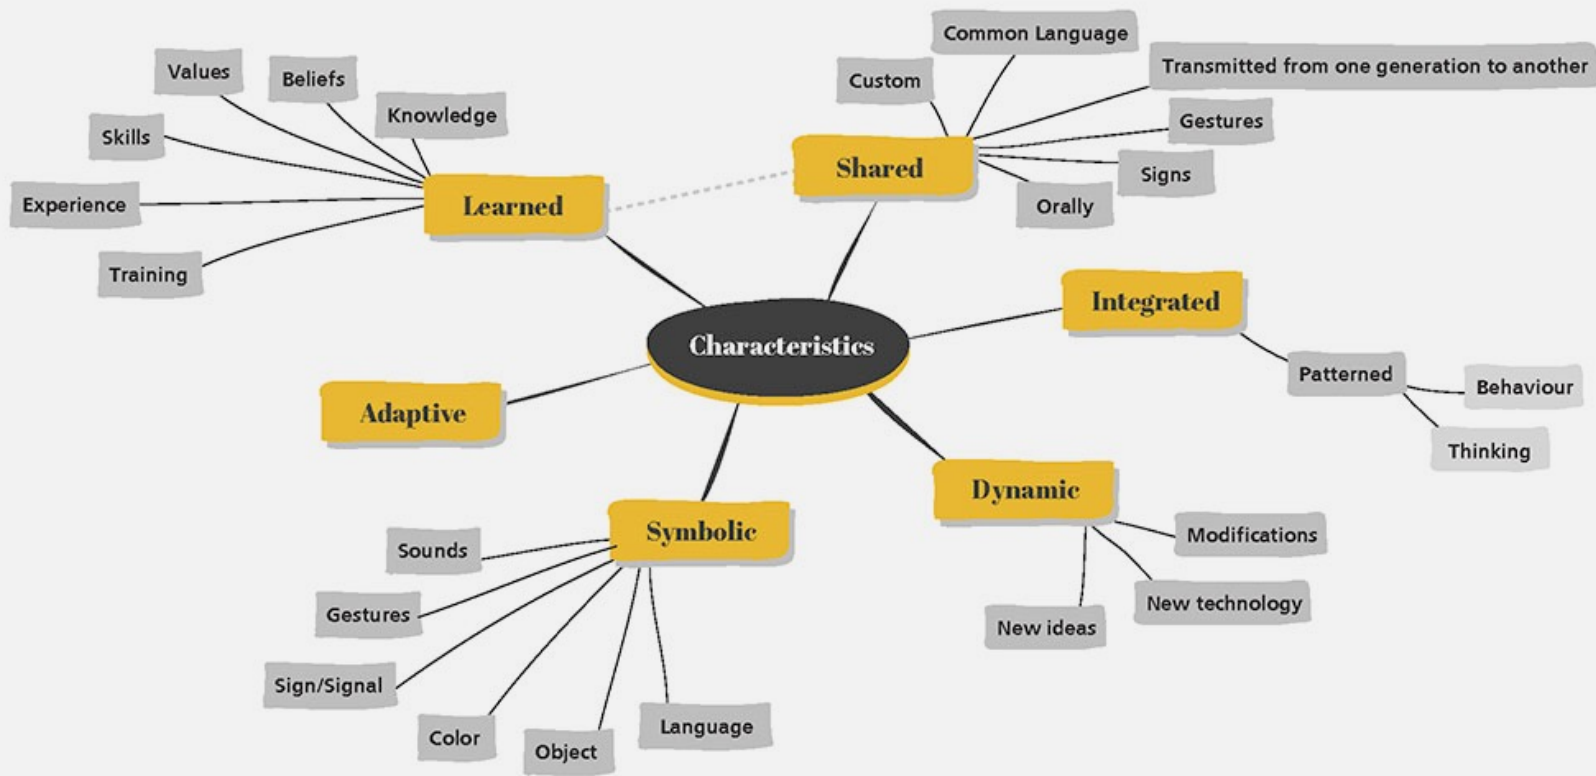 Characteristics
Learned
Values
Beliefs
Knowledge
Skills
Experience
Training
Shared
Custom
Common Language
Transmitted from one generation to another
Gestures
Signs
Orally
Integrated
Patterned
Behaviour
Thinking
Dynamic
Modifications
New technology
New ideas
Symbolic
Sounds
Gestures
Sign/Signal
Color
Object
Language
Adaptive